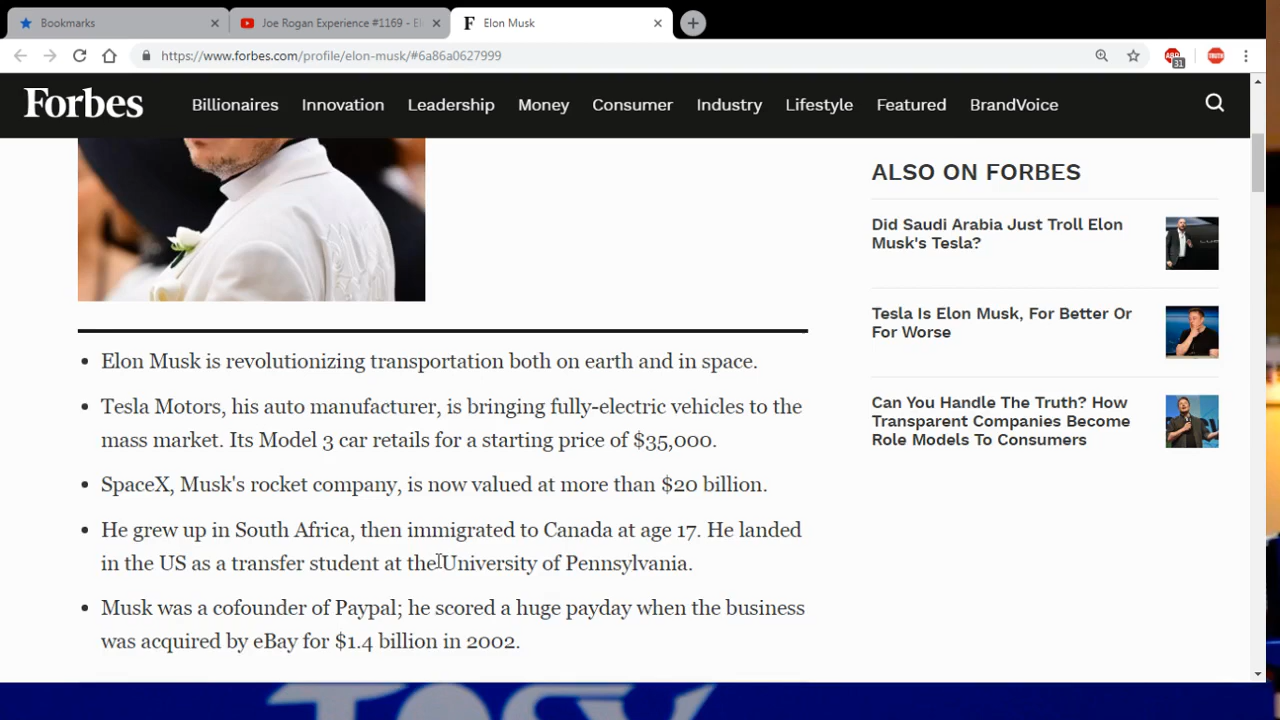 Bookmarks
Joe Rogan Experience #1169 - El
F Elon Musk
https://www.forbes.com/profile/elon-musk/#6a86a0627999
ABP
31
TRUTH
Forbes
Billionaires Innovation Leadership Money Consumer Industry Lifestyle Featured BrandVoice
Elon Musk is revolutionizing transportation both on earth and in space.
Tesla Motors, his auto manufacturer, is bringing fully-electric vehicles to the
mass market. Its Model 3 car retails for a starting price of $35,000.
SpaceX, Musk's rocket company, is now valued at more than $20 billion.
He grew up in South Africa, then immigrated to Canada at age 17. He landed
in the US as a transfer student at the University of Pennsylvania.
Musk was a cofounder of Paypal; he scored a huge payday when the business
was acquired by eBay for $1.4 billion in 2002.
ALSO ON FORBES
Did Saudi Arabia Just Troll Elon
Musk's Tesla?
Tesla Is Elon Musk, For Better Or
For Worse
Can You Handle The Truth? How
Transparent Companies Become
Role Models To Consumers